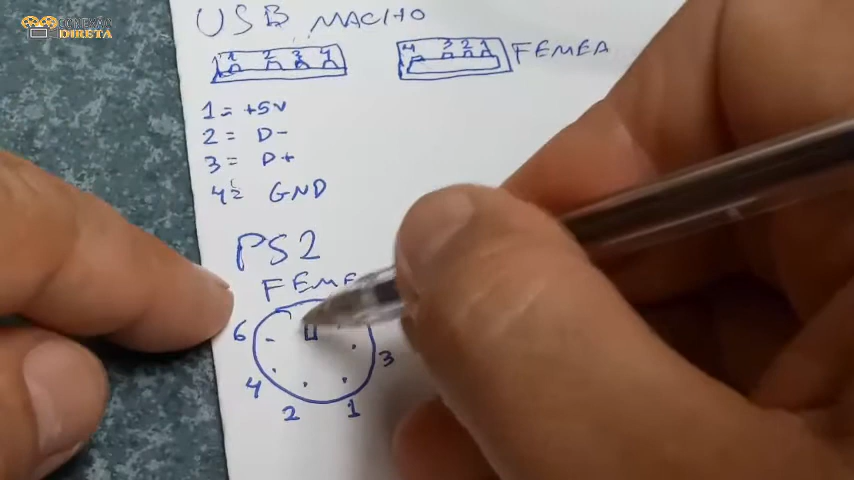 CONEXÃO
DIRETA
USB MACHO
1 2 3 4
4 3 2 1 FEMEA
1 = +5V
2 = D-
3 = D+
4 = GND
PS2
FEME
6
3
4
2 1